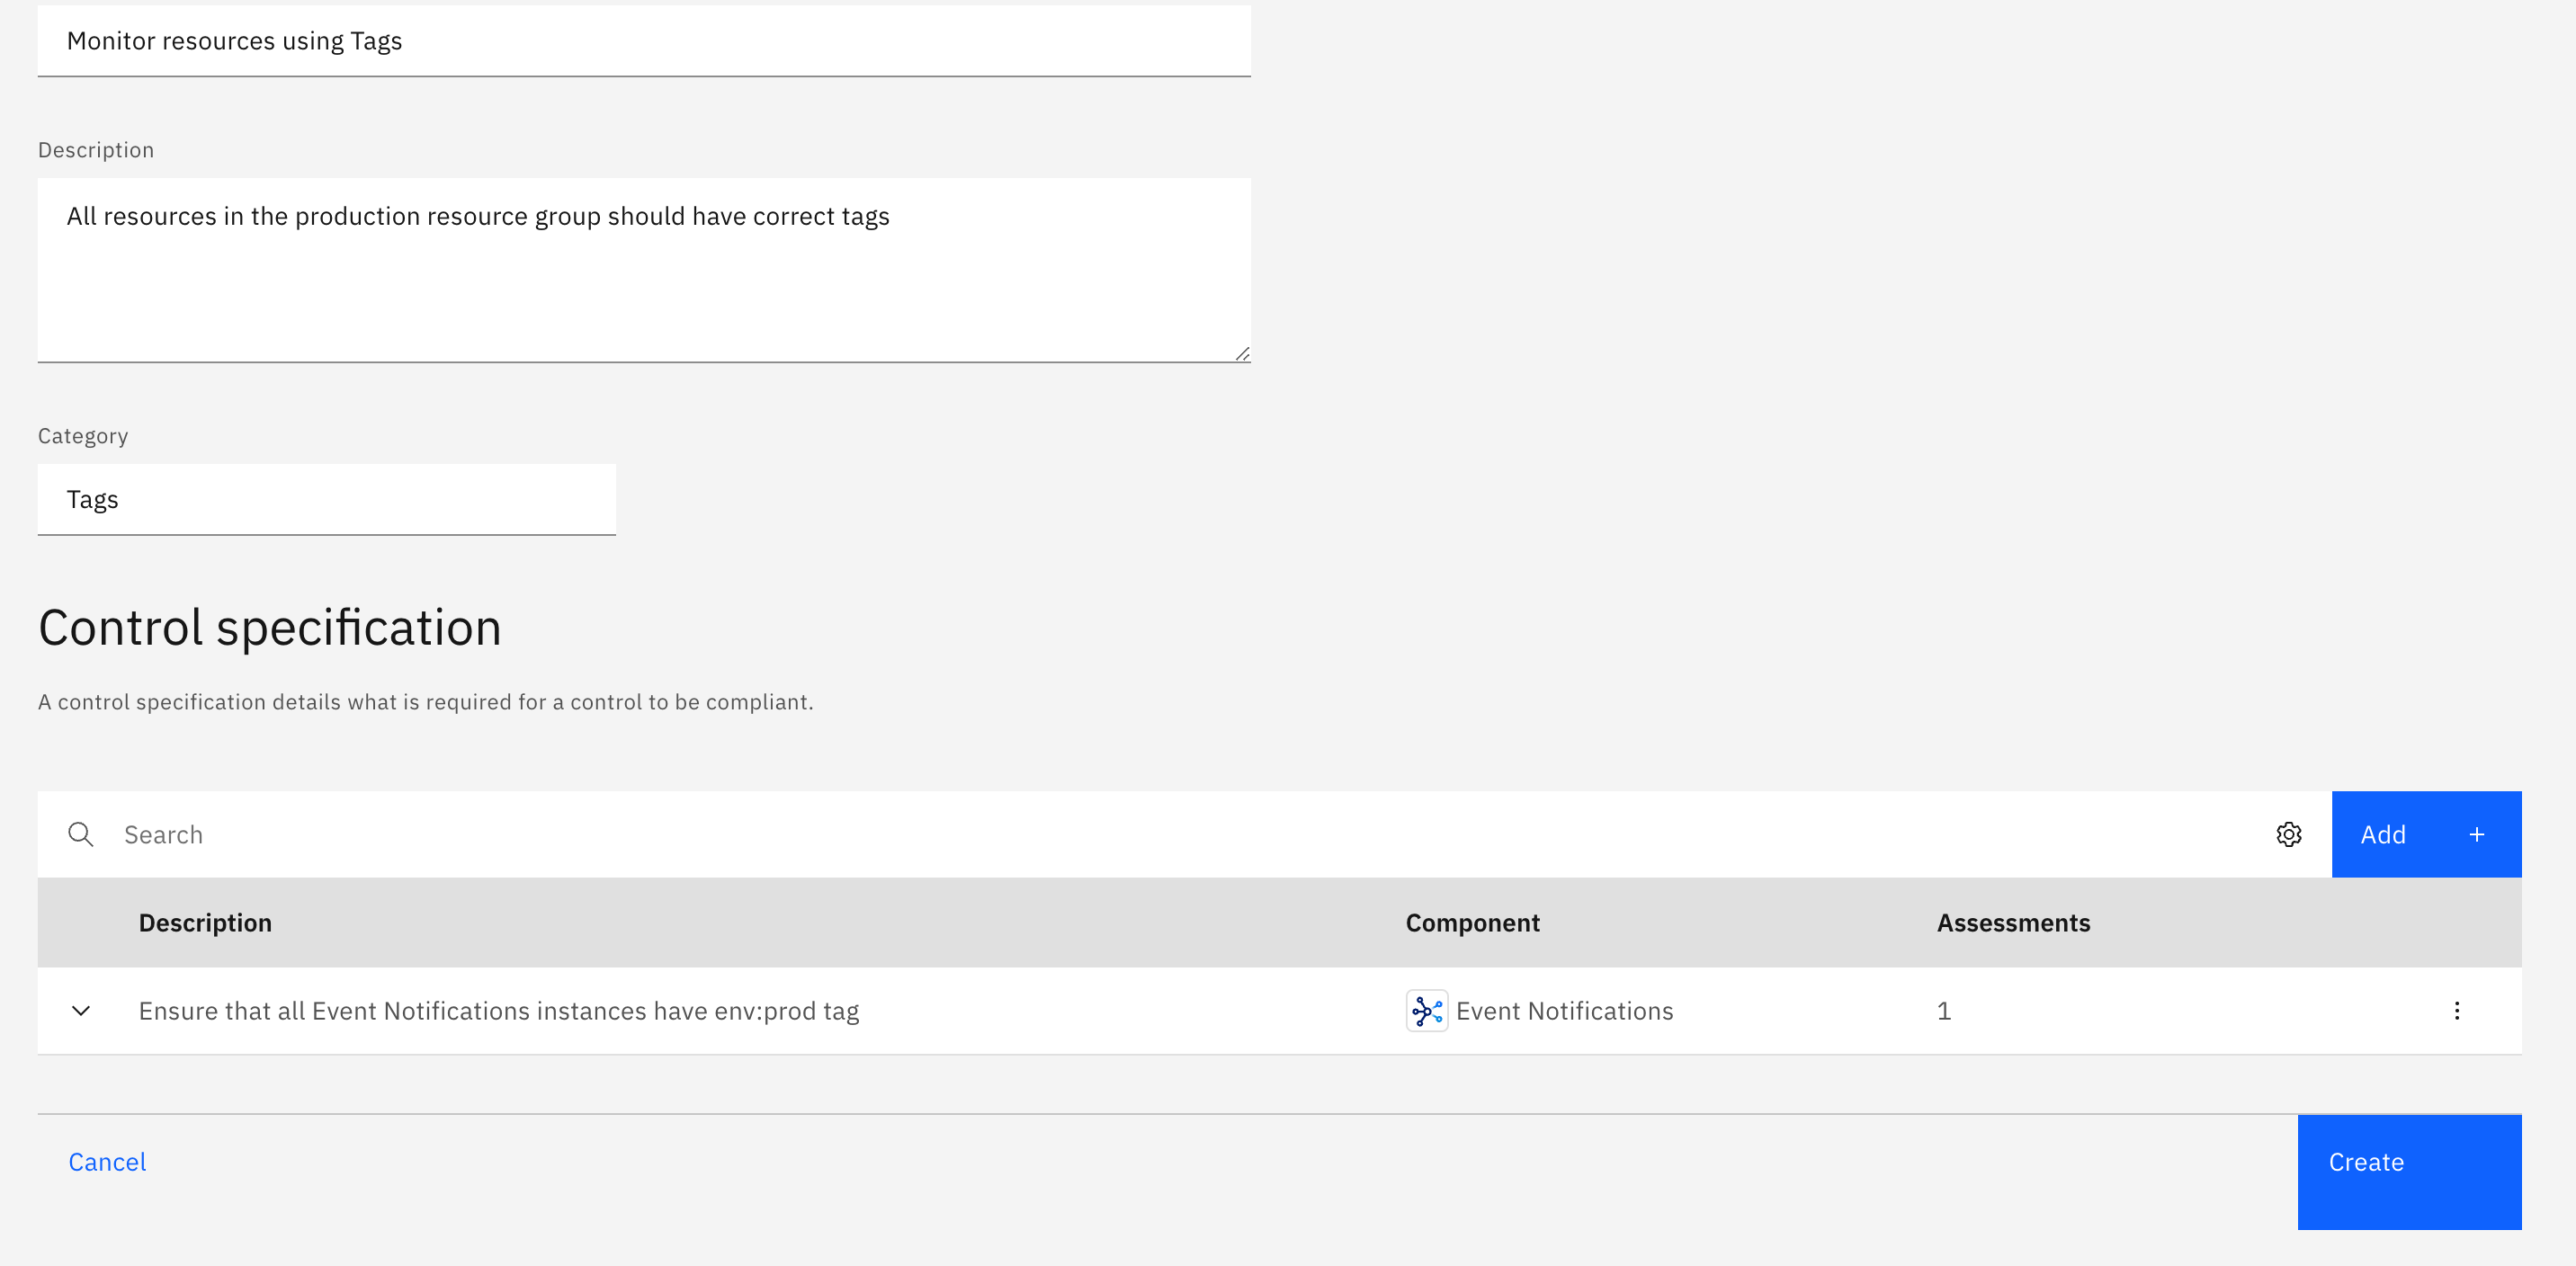 Monitor resources using Tags
Description
All resources in the production resource group should have correct tags
Category
Tags
Control specification
A control specification details what is required for a control to be compliant.
Search
Add +
Description Component Assessments
Ensure that all Event Notifications instances have env:prod tag Event Notifications 1
Cancel Create